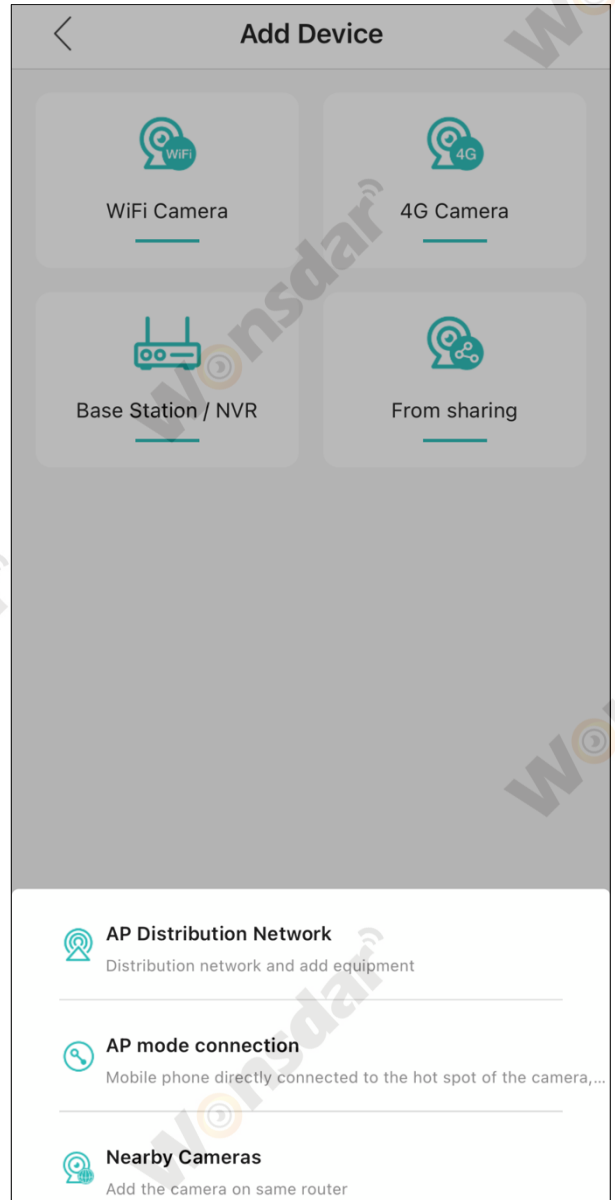 Add Device
WiFi
4G
WiFi Camera
4G Camera
Base Station / NVR
From sharing
AP Distribution Network
Distribution network and add equipment
AP mode connection
Mobile phone directly connected to the hot spot of the camera,...
Nearby Cameras
Add the camera on same router
wonsdar
wonsdar